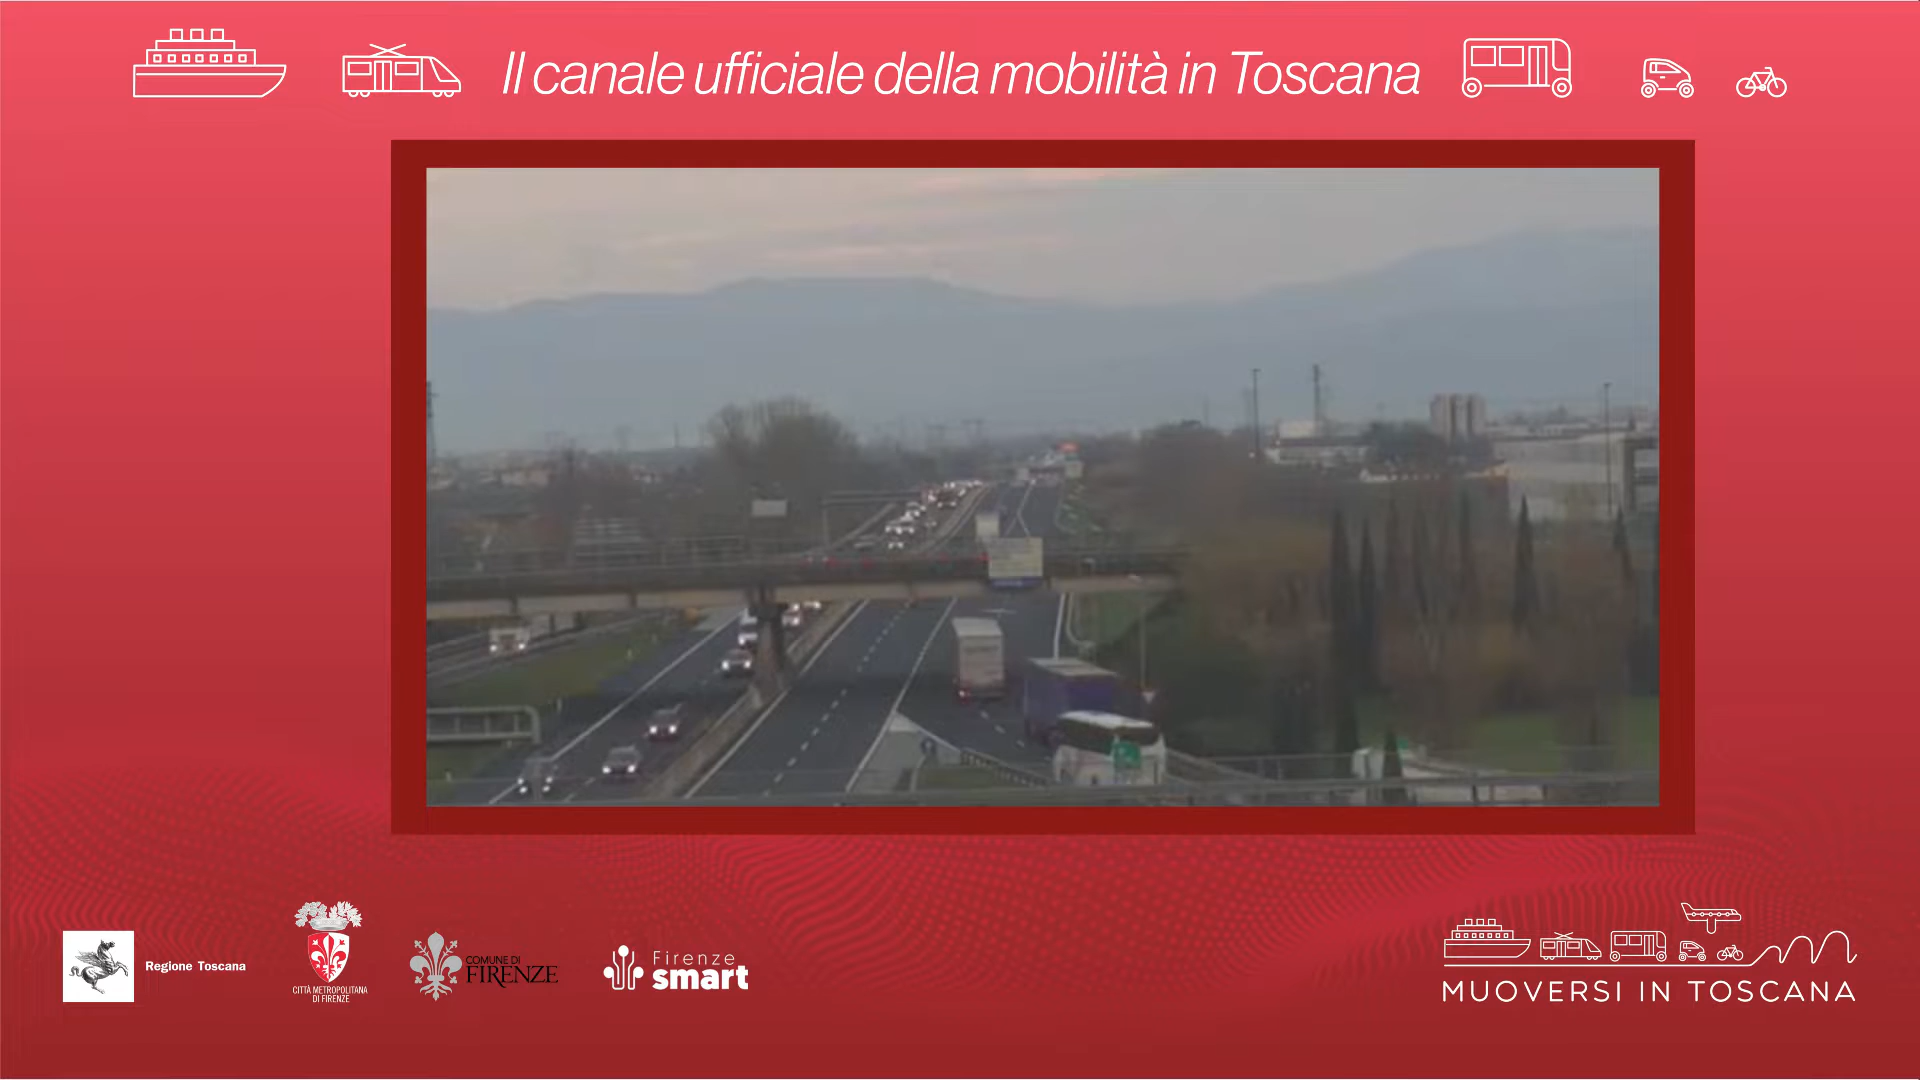 Il canale ufficiale della mobilità in Toscana
Regione Toscana
CITTÀ METROPOLITANA
DI FIRENZE
COMUNE DI
FIRENZE
Firenze
smart
MUOVERSI IN TOSCANA